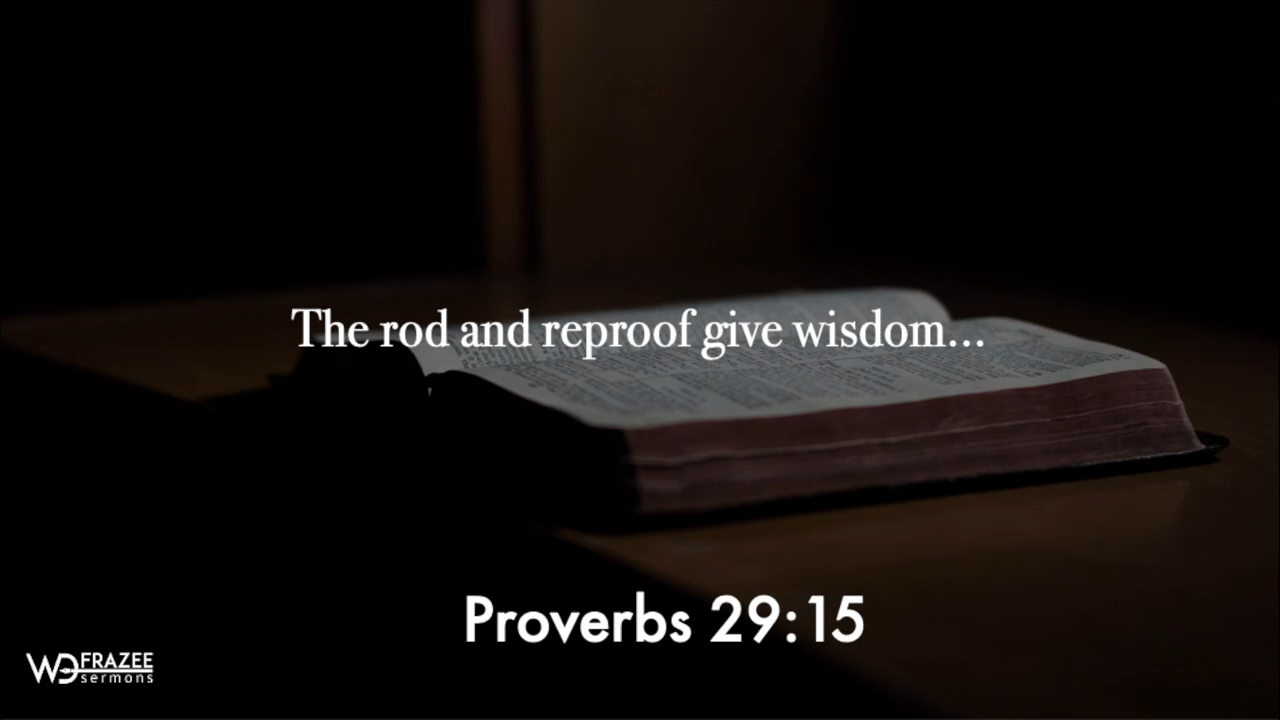 The rod and reproof give wisdom...
Proverbs 29:15
WD FRAZEE
sermons